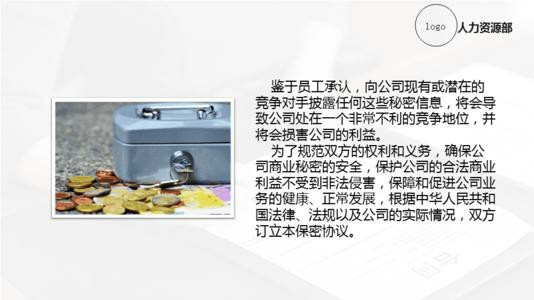 logo
人力资源部
鉴于员工承认，向公司现有或潜在的
竞争对手披露任何这些秘密信息，将会导
致公司处在一个非常不利的竞争地位，并
将会损害公司的利益。
为了规范双方的权利和义务，确保公
司商业秘密的安全，保护公司的合法商业
利益不受到非法侵害，保障和促进公司业
务的健康、正常发展，根据中华人民共和
国法律、法规以及公司的实际情况，双方
订立本保密协议。
合同